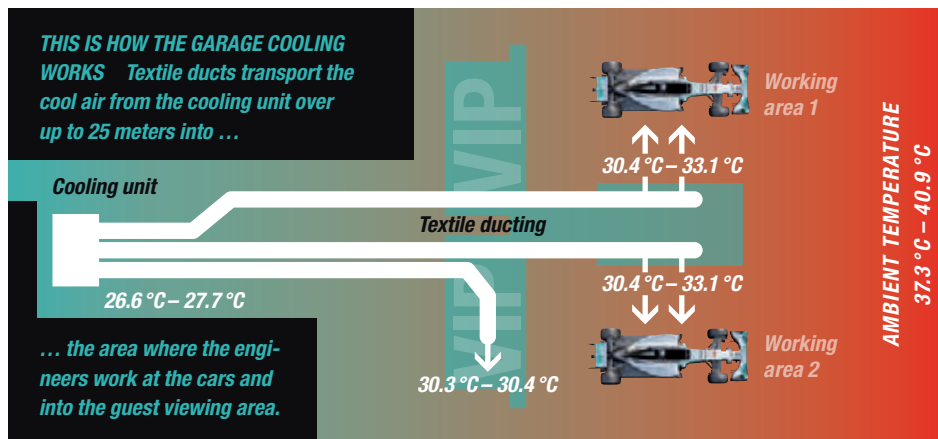 THIS IS HOW THE GARAGE COOLING
WORKS Textile ducts transport the
cool air from the cooling unit over
up to 25 meters into …
Cooling unit
26.6 °C – 27.7 °C
… the area where the engi-
neers work at the cars and
into the guest viewing area.
VIP
VIP
Textile ducting
30.3 °C – 30.4 °C
Working
area 1
30.4 °C – 33.1 °C
30.4 °C – 33.1 °C
Working
area 2
AMBIENT TEMPERATURE
37.3 °C – 40.9 °C